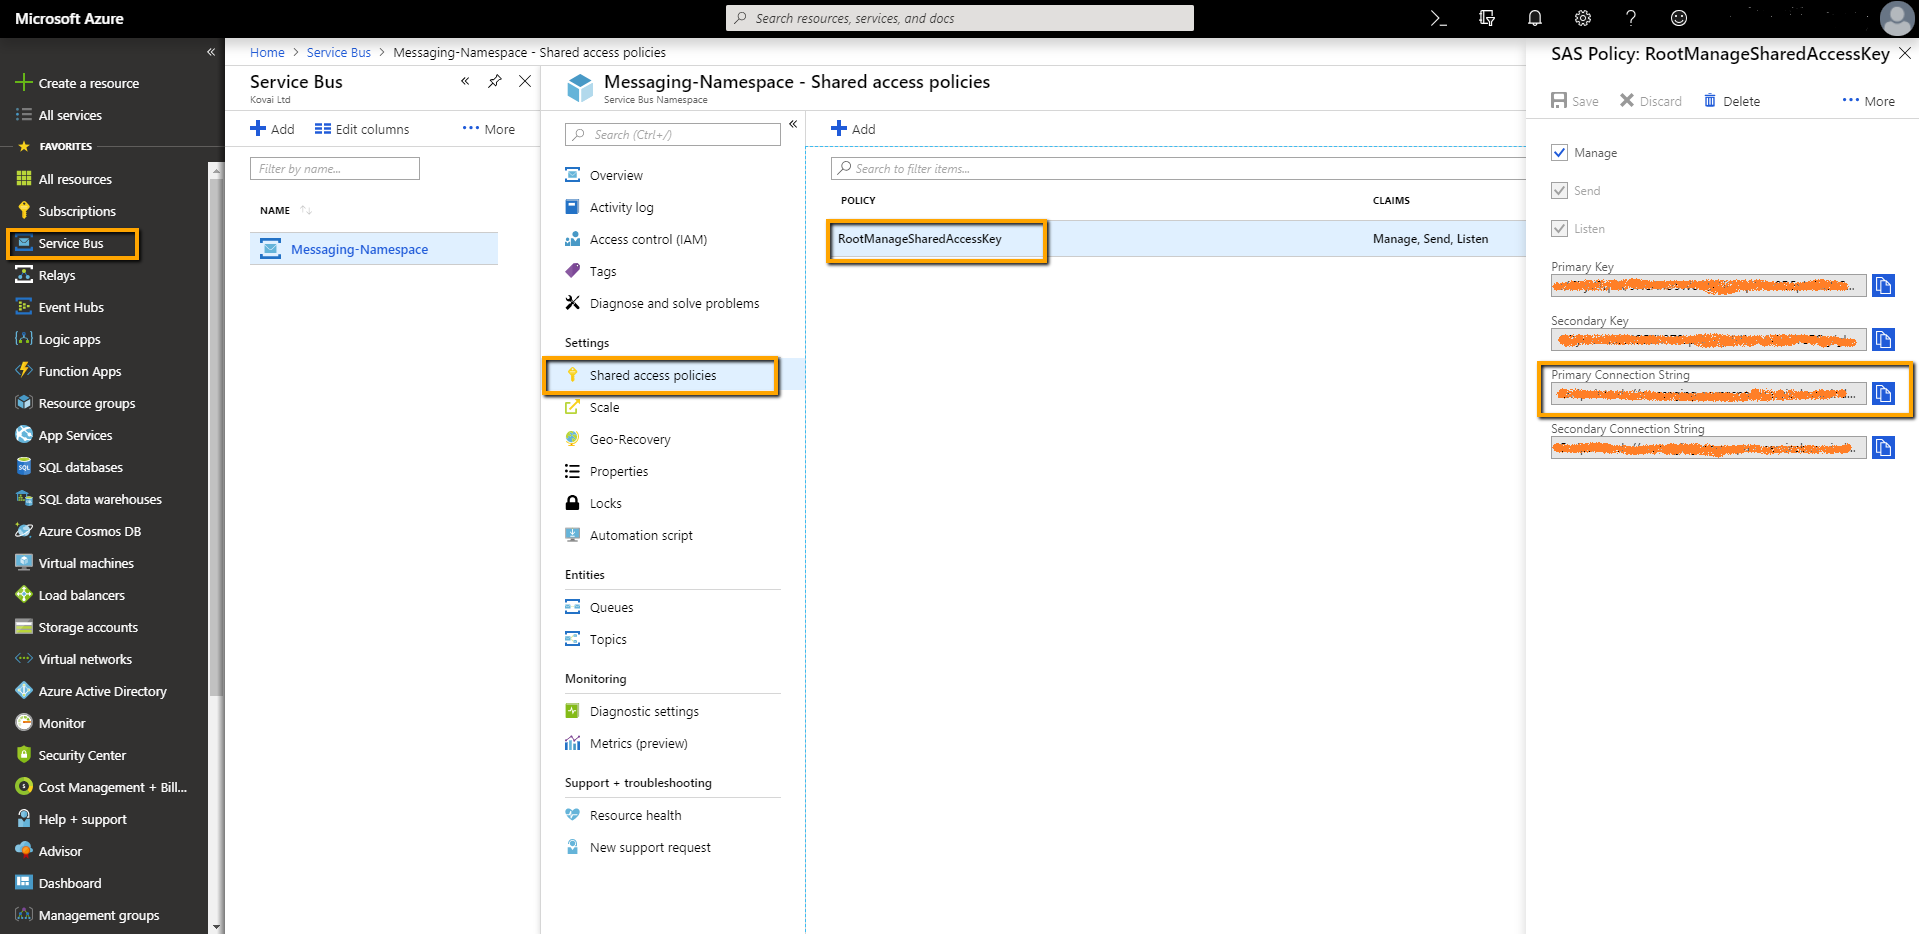 Microsoft Azure
Search resources, services, and docs
Create a resource
All services
FAVORITES
All resources
Subscriptions
Service Bus
Relays
Event Hubs
Logic apps
Function Apps
Resource groups
App Services
SQL databases
SQL data warehouses
Azure Cosmos DB
Virtual machines
Load balancers
Storage accounts
Virtual networks
Azure Active Directory
Monitor
Security Center
Cost Management + Bill...
Help + support
Advisor
Dashboard
Management groups
Home > Service Bus > Messaging-Namespace - Shared access policies
Service Bus
Kovai Ltd
Add Edit columns More
Filter by name...
NAME
Messaging-Namespace
Messaging-Namespace - Shared access policies
Service Bus Namespace
Search (Ctrl+/)
Overview
Activity log
Access control (IAM)
Tags
Diagnose and solve problems
Settings
Shared access policies
Scale
Geo-Recovery
Properties
Locks
Automation script
Entities
Queues
Topics
Monitoring
Diagnostic settings
Metrics (preview)
Support + troubleshooting
Resource health
New support request
Add
Search to filter items...
POLICY CLAIMS
RootManageSharedAccessKey Manage, Send, Listen
SAS Policy: RootManageSharedAccessKey
Save Discard Delete More
Manage
Send
Listen
Primary Key
Secondary Key
Primary Connection String
Secondary Connection String